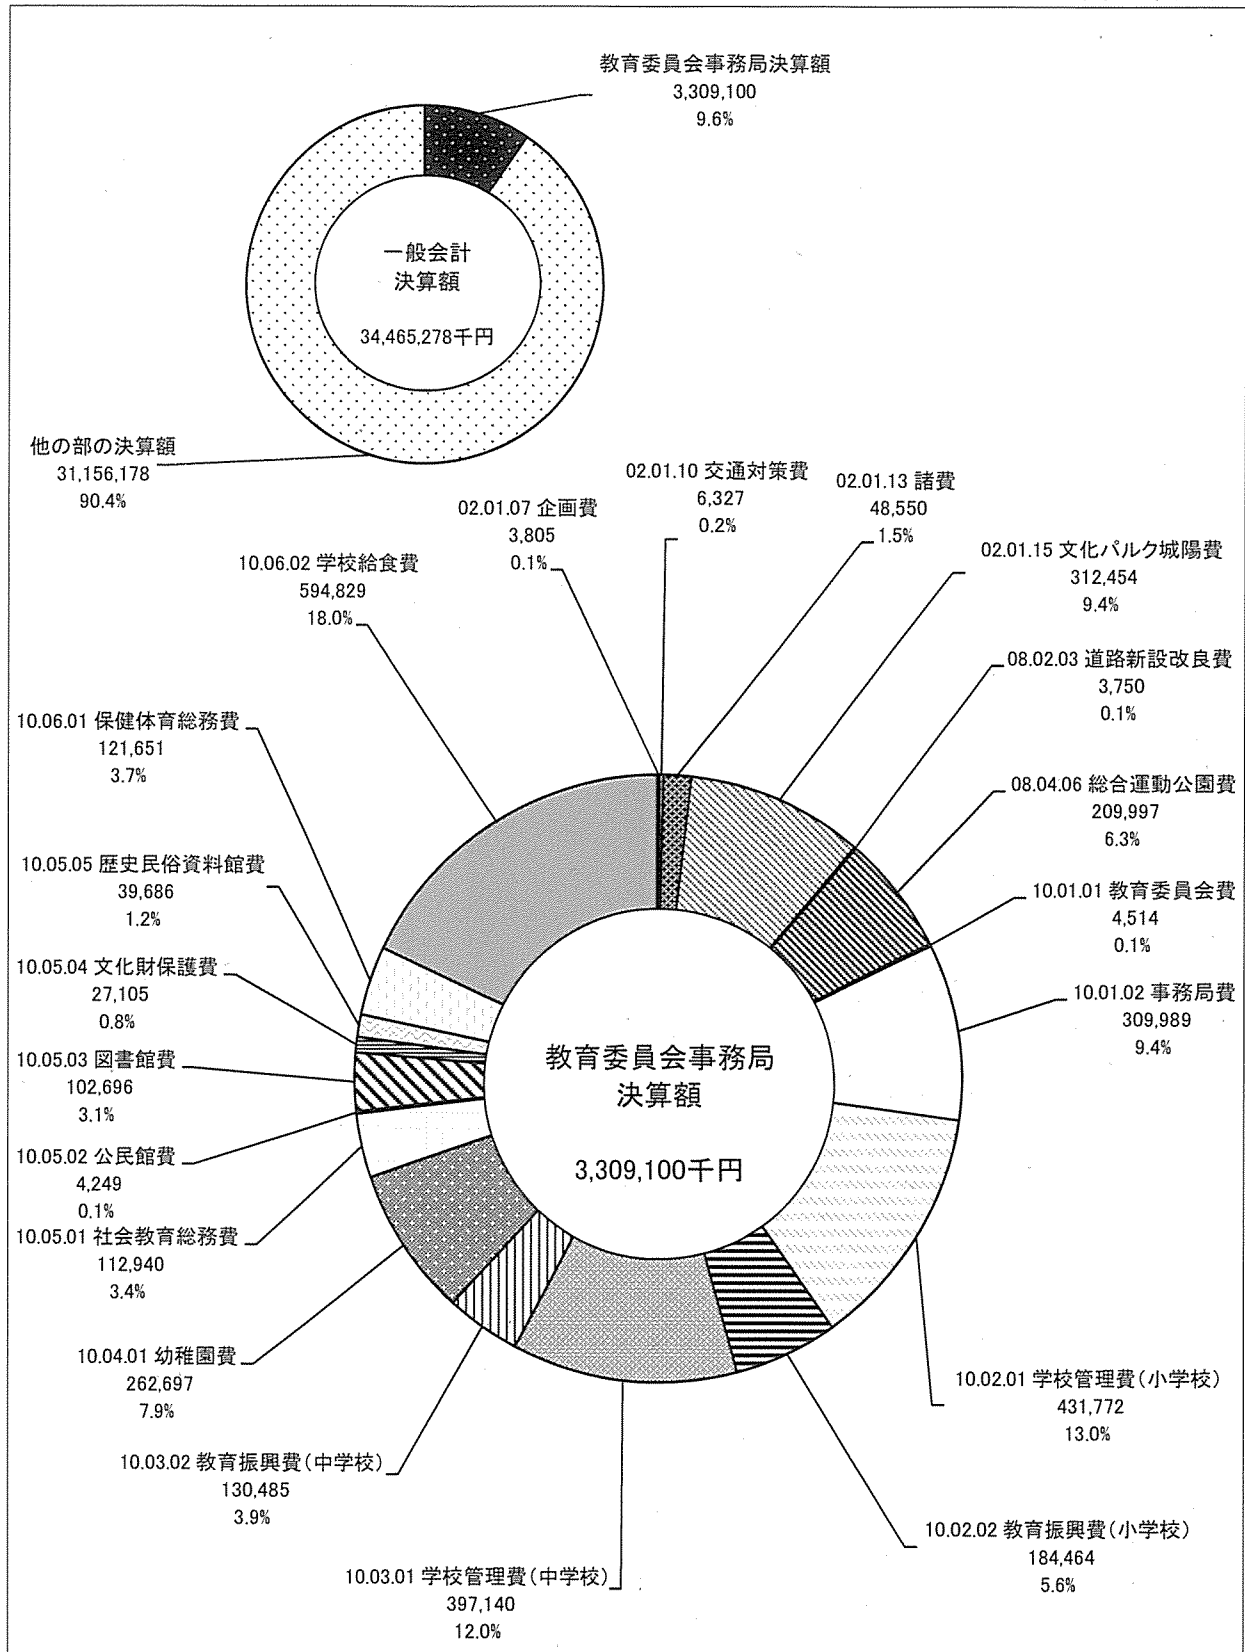 教育委員会事務局決算額
3,309,100
9.6%
一般会計
決算額
34,465,278千円
他の部の決算額
31,156,178
90.4%
02.01.07 企画費
3,805
0.1%
02.01.10 交通対策費
6,327
0.2%
02.01.13 諸費
48,550
1.5%
02.01.15 文化パルク城陽費
312,454
9.4%
08.02.03 道路新設改良費
3,750
0.1%
08.04.06 総合運動公園費
209,997
6.3%
10.01.01 教育委員会費
4,514
0.1%
10.01.02 事務局費
309,989
9.4%
10.02.01 学校管理費(小学校)
431,772
13.0%
10.02.02 教育振興費(小学校)
184,464
5.6%
10.03.01 学校管理費(中学校)
397,140
12.0%
10.03.02 教育振興費(中学校)
130,485
3.9%
10.04.01 幼稚園費
262,697
7.9%
10.05.01 社会教育総務費
112,940
3.4%
10.05.02 公民館費
4,249
0.1%
10.05.03 図書館費
102,696
3.1%
10.05.04 文化財保護費
27,105
0.8%
10.05.05 歴史民俗資料館費
39,686
1.2%
10.06.01 保健体育総務費
121,651
3.7%
10.06.02 学校給食費
594,829
18.0%
教育委員会事務局
決算額
3,309,100千円